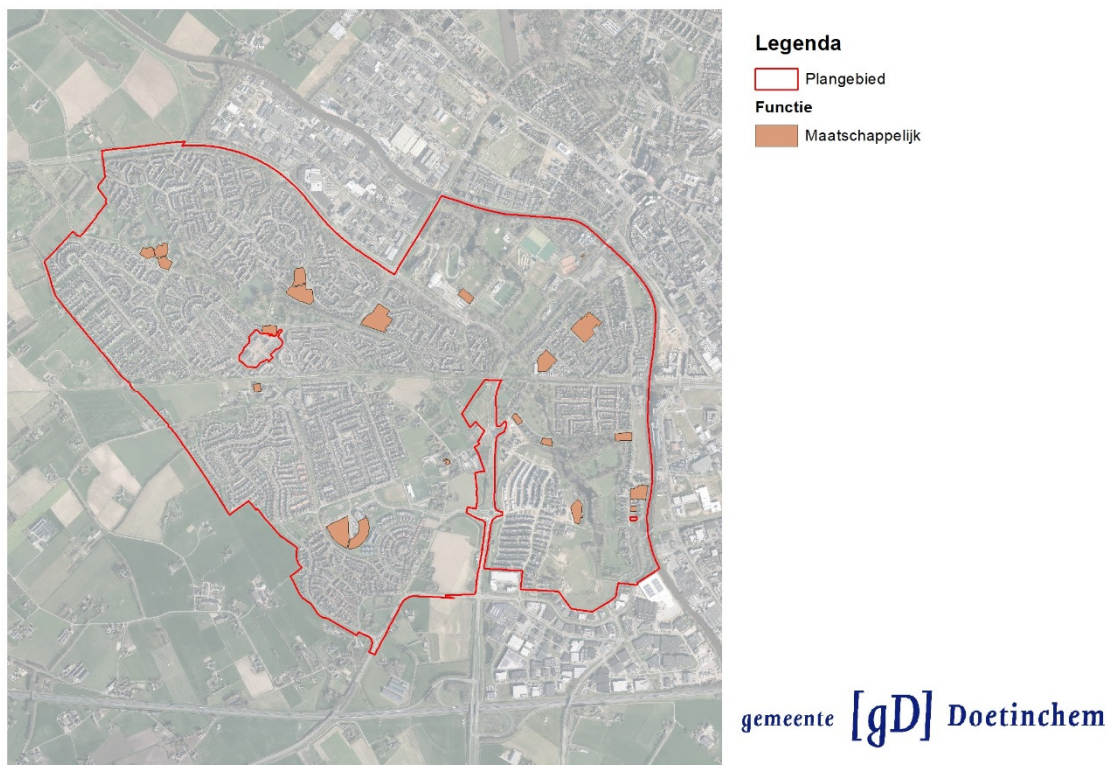 Legenda
Plangebied
Functie
Maatschappelijk
gemeente [gD] Doetinchem